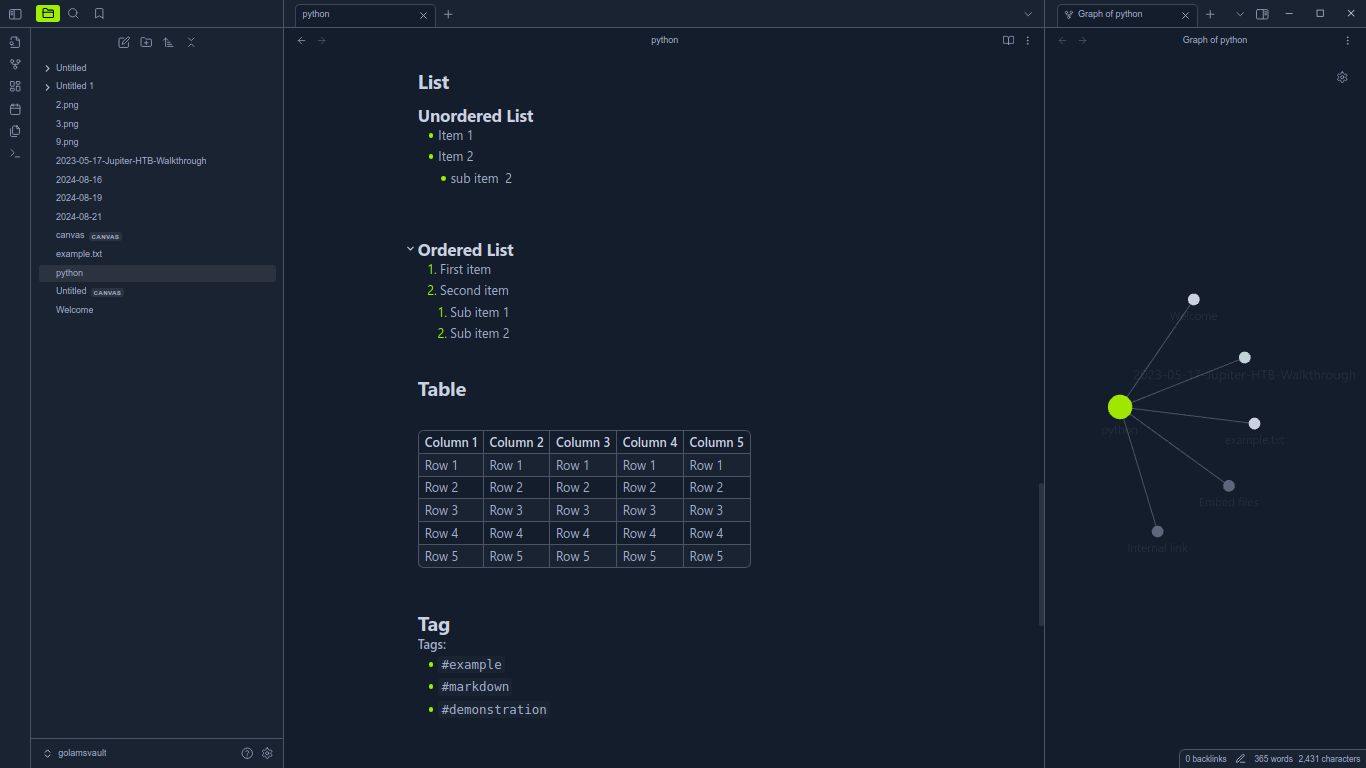 python
Graph of python
python
Graph of python
Untitled
Untitled 1
2.png
3.png
9.png
2023-05-17-Jupiter-HTB-Walkthrough
2024-08-16
2024-08-19
2024-08-21
canvas CANVAS
example.txt
python
Untitled CANVAS
Welcome
golamsvault
List
Unordered List
Item 1
Item 2
sub item 2
Ordered List
1. First item
2. Second item
1. Sub item 1
2. Sub item 2
Table
Column 1 Column 2 Column 3 Column 4 Column 5
Row 1 Row 1 Row 1 Row 1 Row 1
Row 2 Row 2 Row 2 Row 2 Row 2
Row 3 Row 3 Row 3 Row 3 Row 3
Row 4 Row 4 Row 4 Row 4 Row 4
Row 5 Row 5 Row 5 Row 5 Row 5
Tag
Tags:
#example
#markdown
#demonstration
Welcome
2023-05-17-Jupiter-HTB-Walkthrough
python
example.txt
Embed files
Internal link
0 backlinks 365 words 2,431 characters